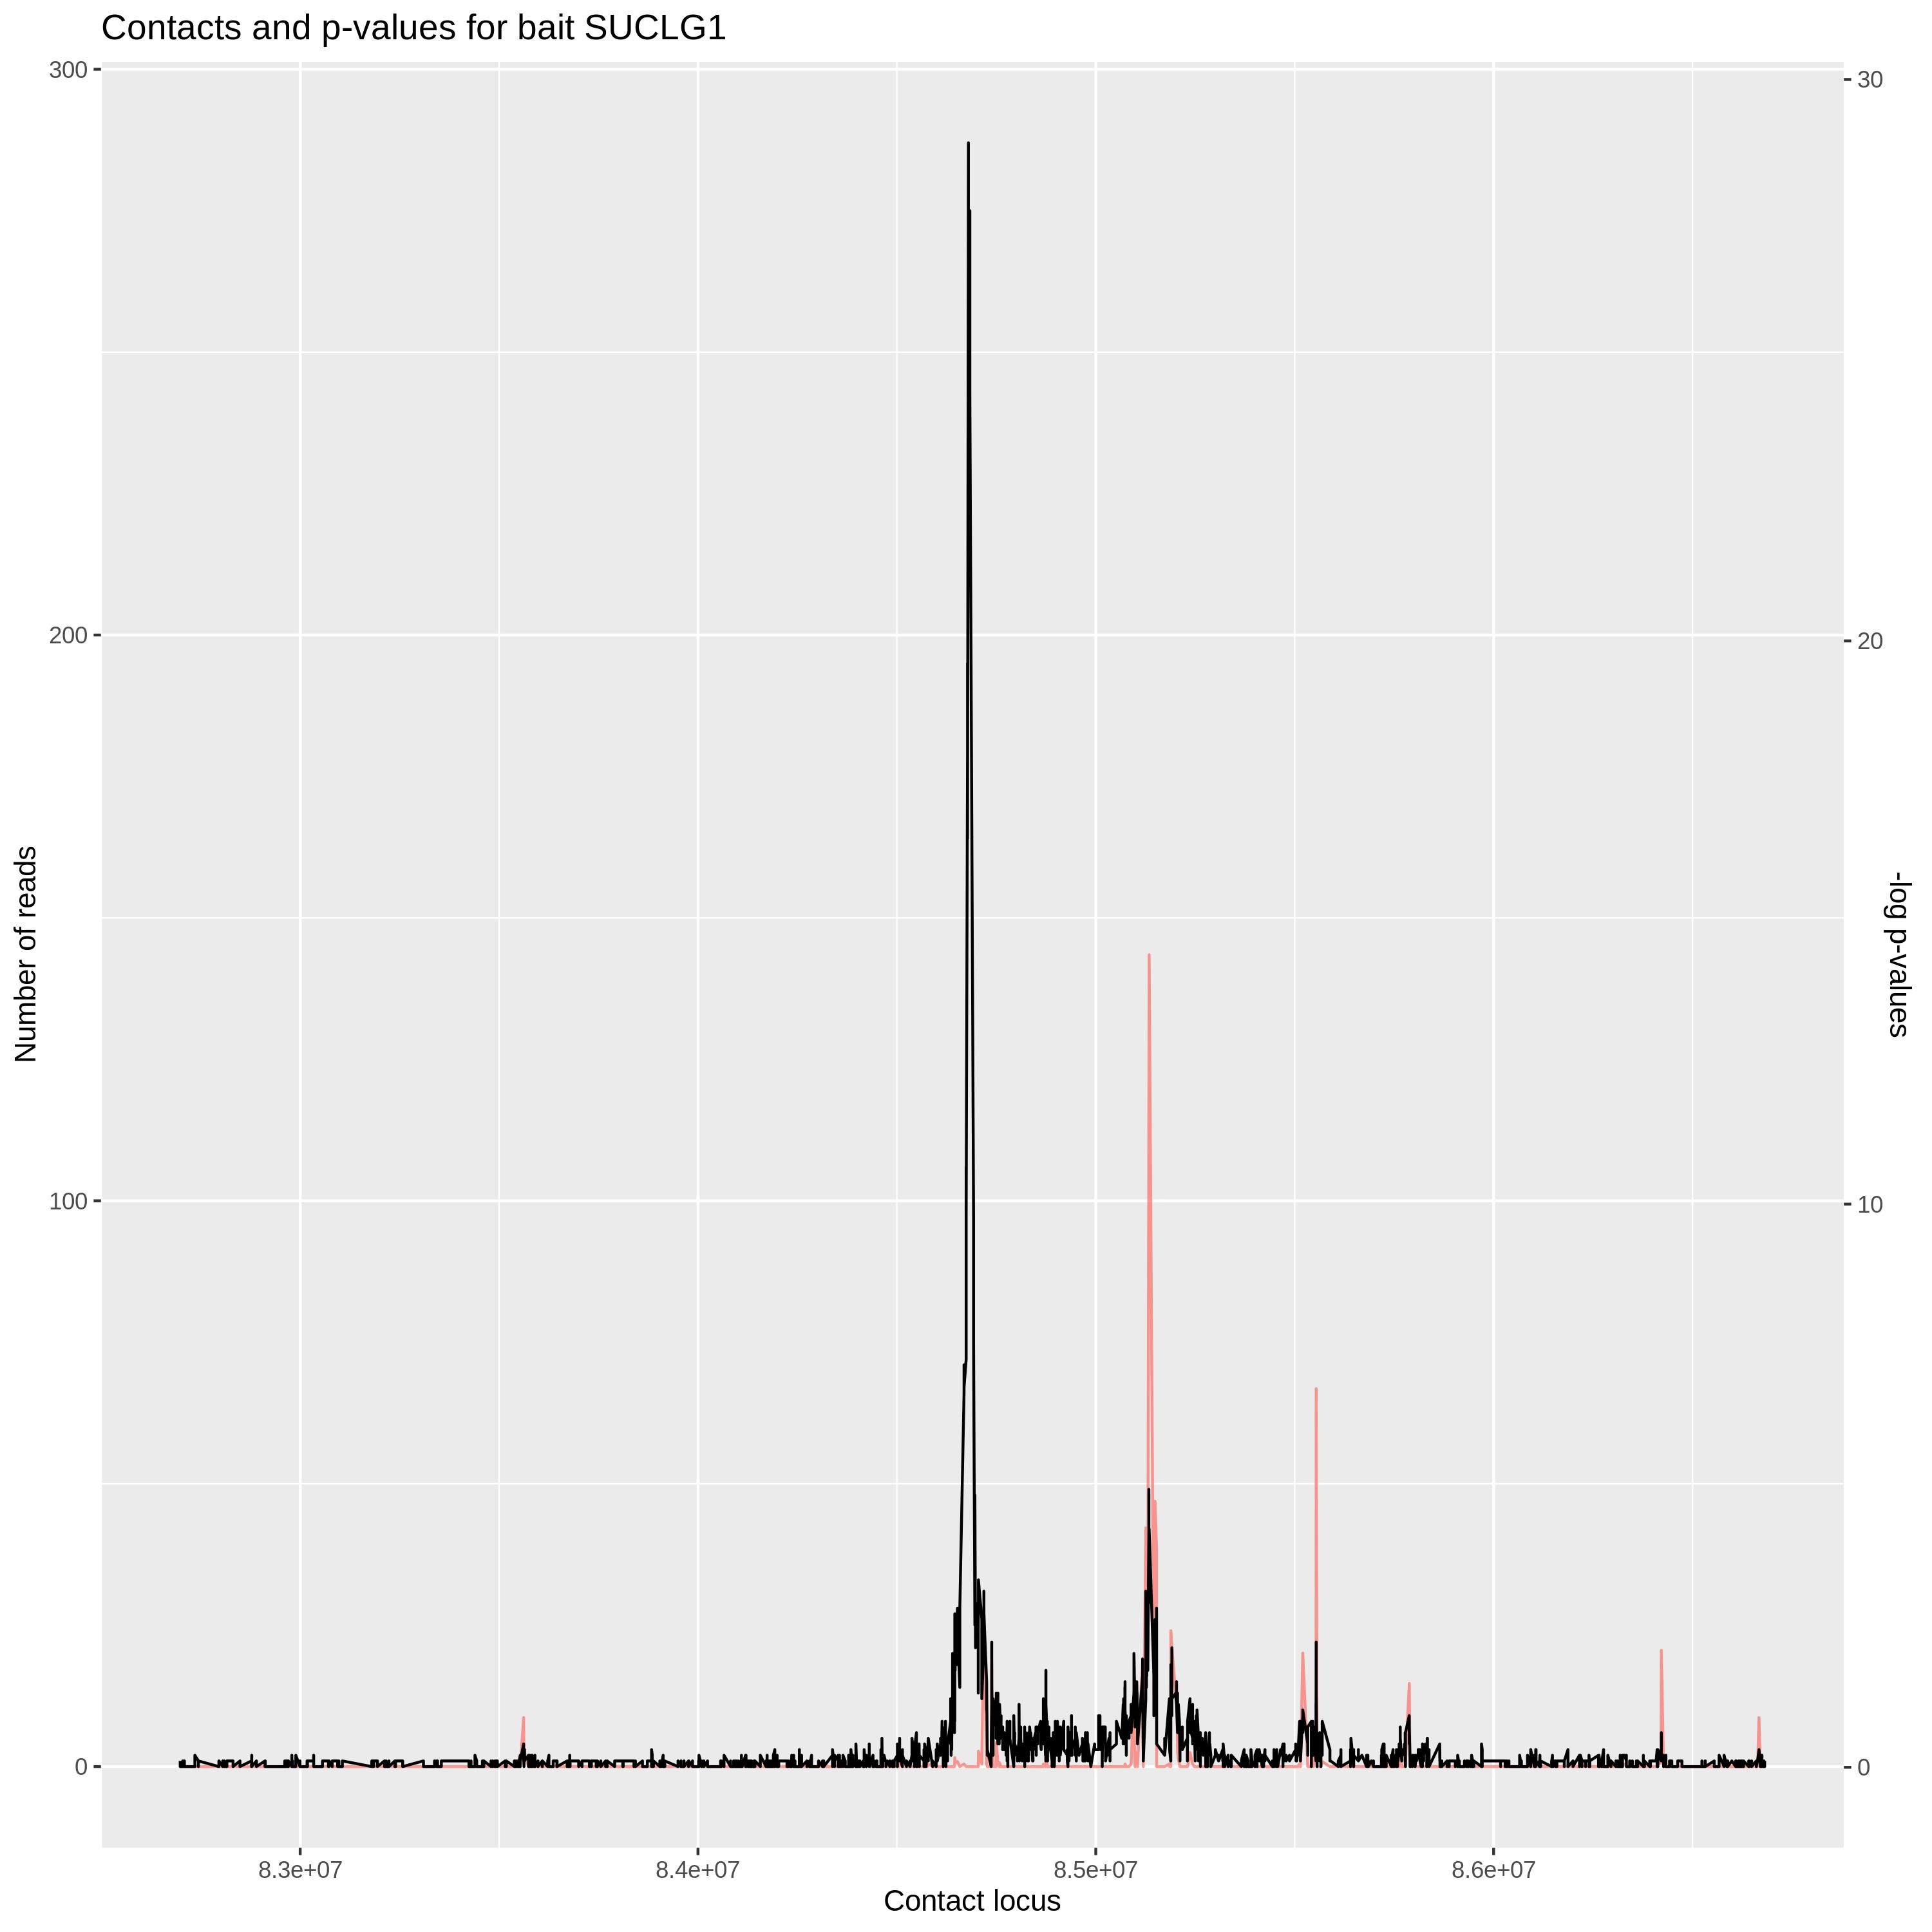 Contacts and p-values for bait SUCLG1
300
200
100
0
30
20
10
0
Number of reads
-log p-values
8.3e+07
8.4e+07
8.5e+07
8.6e+07
Contact locus